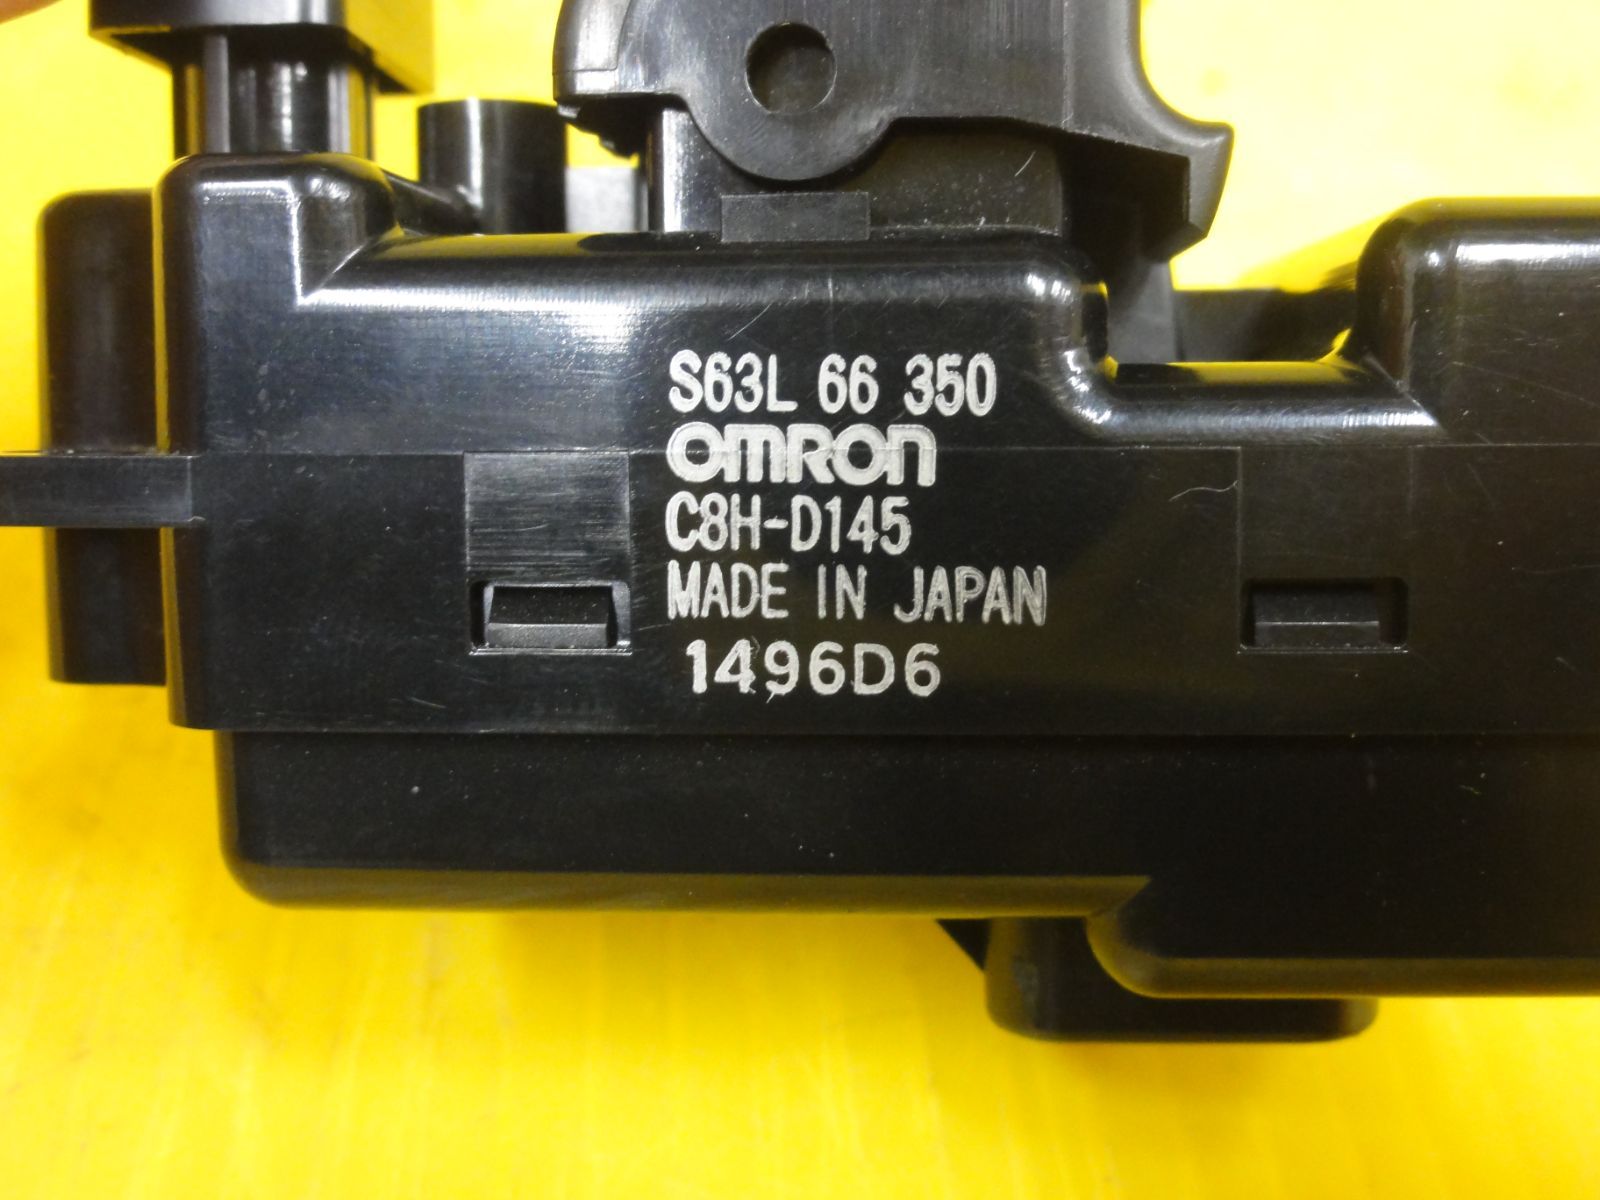 S63L 66 350
OMRON
C8H-D145
MADE IN JAPAN
1496D6